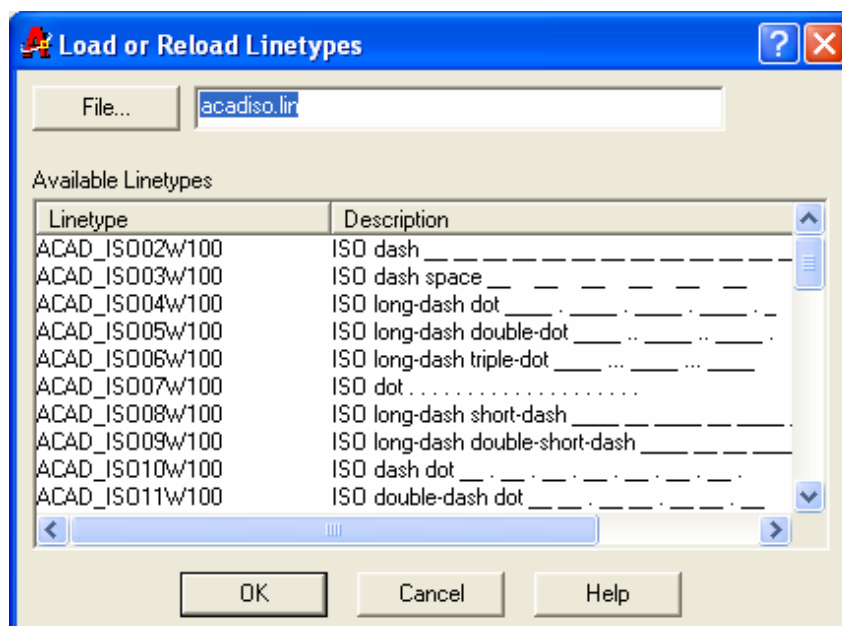 Load or Reload Linetypes
File...
acadiso.lin
Available Linetypes
Linetype Description
ACAD_ISO02W100 ISO dash __ __ __ __ __ __ __ __ __ __ __ __ __
ACAD_ISO03W100 ISO dash space __ __ __ __ __ __
ACAD_ISO04W100 ISO long-dash dot ____ . ____ . ____ . ____ . _
ACAD_ISO05W100 ISO long-dash double-dot ____ .. ____ .. ____ .
ACAD_ISO06W100 ISO long-dash triple-dot ____ ... ____ ... ____
ACAD_ISO07W100 ISO dot . . . . . . . . . . . . . . . . . . . .
ACAD_ISO08W100 ISO long-dash short-dash ____ __ ____ __ ____
ACAD_ISO09W100 ISO long-dash double-short-dash ____ __ __ ____
ACAD_ISO10W100 ISO dash dot __ . __ . __ . __ . __ . __ .
ACAD_ISO11W100 ISO double-dash dot __ __ . __ __ . __ __ . __
OK Cancel Help